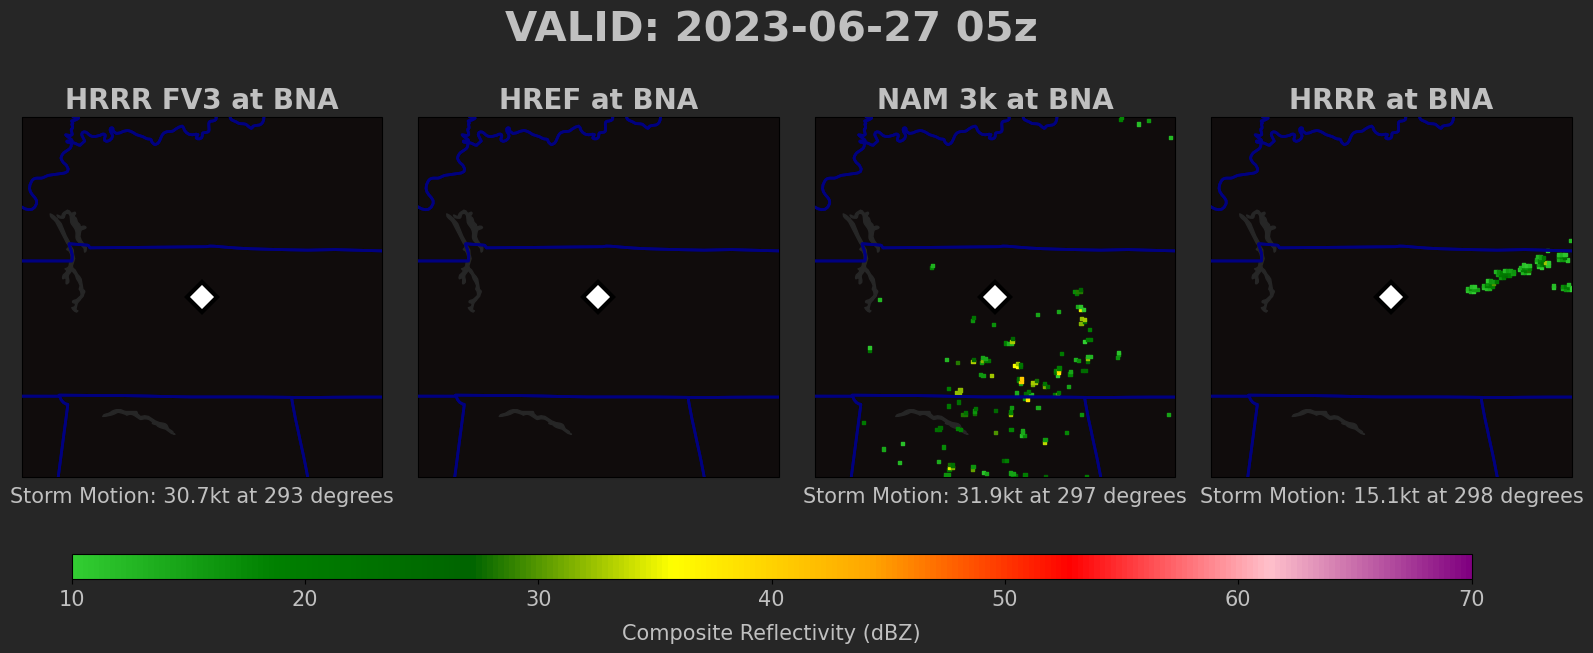 VALID: 2023-06-27 05z
HRRR FV3 at BNA
HREF at BNA
NAM 3k at BNA
HRRR at BNA
Storm Motion: 30.7kt at 293 degrees
Storm Motion: 31.9kt at 297 degrees
Storm Motion: 15.1kt at 298 degrees
10 20 30 40 50 60 70
Composite Reflectivity (dBZ)